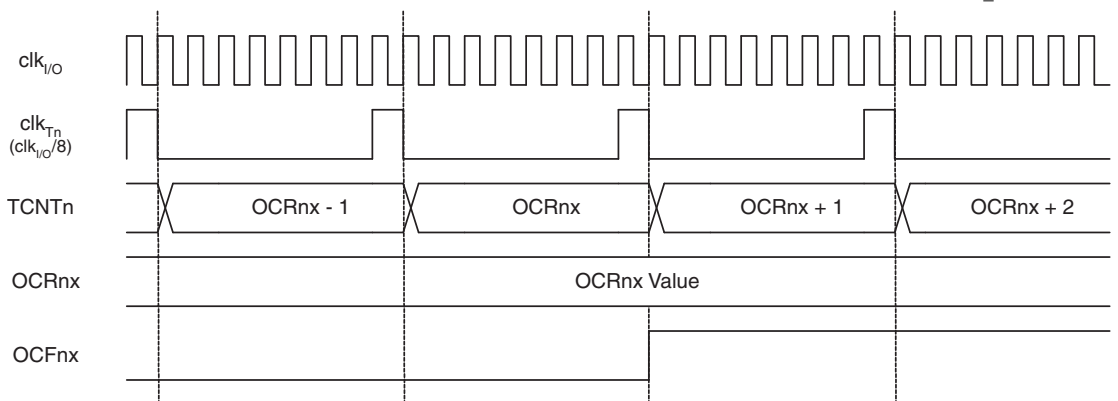 clkI/O
clkTn
(clkI/O/8)
TCNTn
OCRnx - 1
OCRnx
OCRnx + 1
OCRnx + 2
OCRnx
OCRnx Value
OCFnx